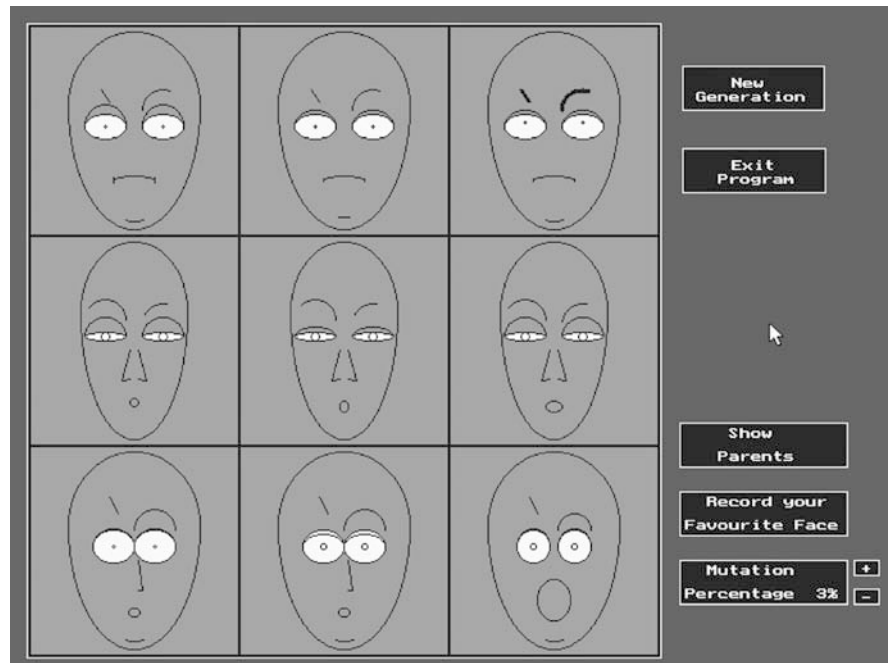 New
Generation
Exit
Program
Show
Parents
Record your
Favourite Face
Mutation
Percentage 3%
+
-